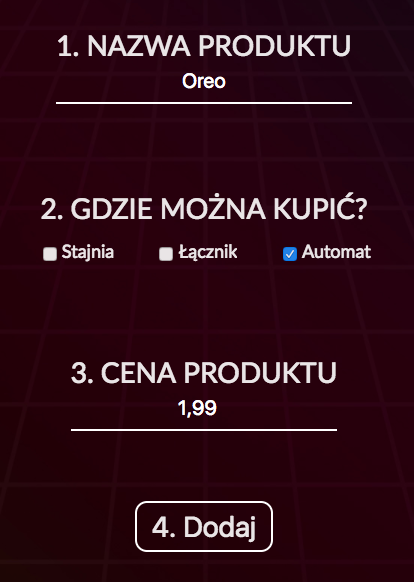 1. NAZWA PRODUKTU
Oreo
2. GDZIE MOŻNA KUPIĆ?
Stajnia Łącznik Automat
3. CENA PRODUKTU
1,99
4. Dodaj